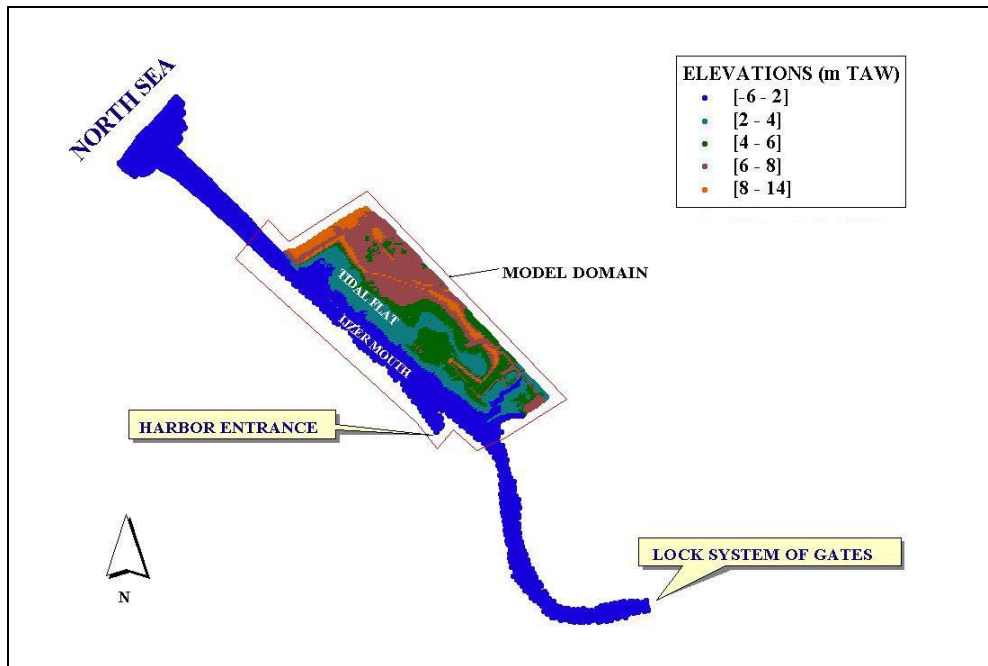 NORTH SEA
ELEVATIONS (m TAW)
[-6 - 2]
[2 - 4]
[4 - 6]
[6 - 8]
[8 - 14]
MODEL DOMAIN
TIDAL FLAT
IJZER MOUTH
HARBOR ENTRANCE
LOCK SYSTEM OF GATES
N